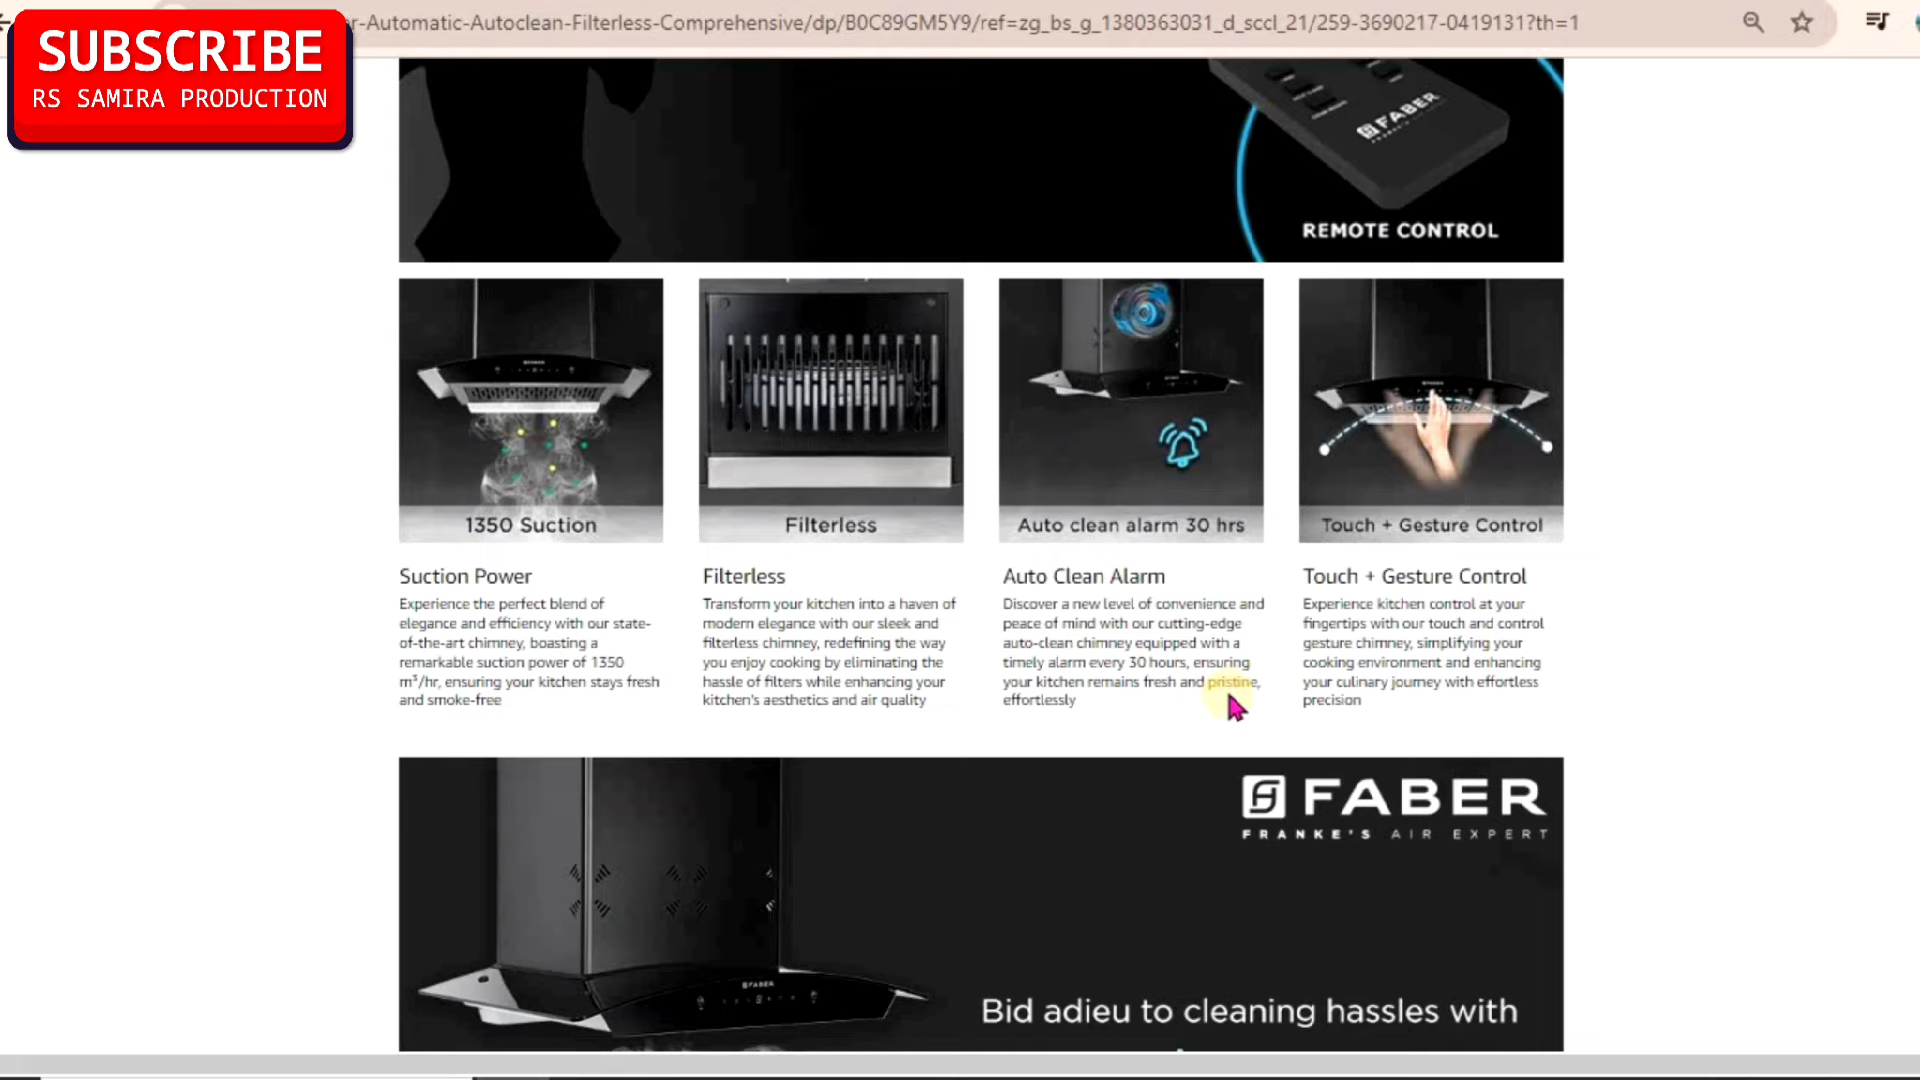 SUBSCRIBE
RS SAMIRA PRODUCTION
r-Automatic-Autoclean-Filterless-Comprehensive/dp/B0C89GM5Y9/ref=zg_bs_g_1380363031_d_sccl_21/259-3690217-0419131?th=1
FABER
REMOTE CONTROL
1350 Suction
Filterless
Auto clean alarm 30 hrs
Touch + Gesture Control
Suction Power
Experience the perfect blend of
elegance and efficiency with our state-
of-the-art chimney, boasting a
remarkable suction power of 1350
m³/hr, ensuring your kitchen stays fresh
and smoke-free
Filterless
Transform your kitchen into a haven of
modern elegance with our sleek and
filterless chimney, redefining the way
you enjoy cooking by eliminating the
hassle of filters while enhancing your
kitchen's aesthetics and air quality
Auto Clean Alarm
Discover a new level of convenience and
peace of mind with our cutting-edge
auto-clean chimney equipped with a
timely alarm every 30 hours, ensuring
your kitchen remains fresh and pristine,
effortlessly
Touch + Gesture Control
Experience kitchen control at your
fingertips with our touch and control
gesture chimney, simplifying your
cooking environment and enhancing
your culinary journey with effortless
precision
FABER
FRANKE'S AIR EXPERT
FABER
Bid adieu to cleaning hassles with